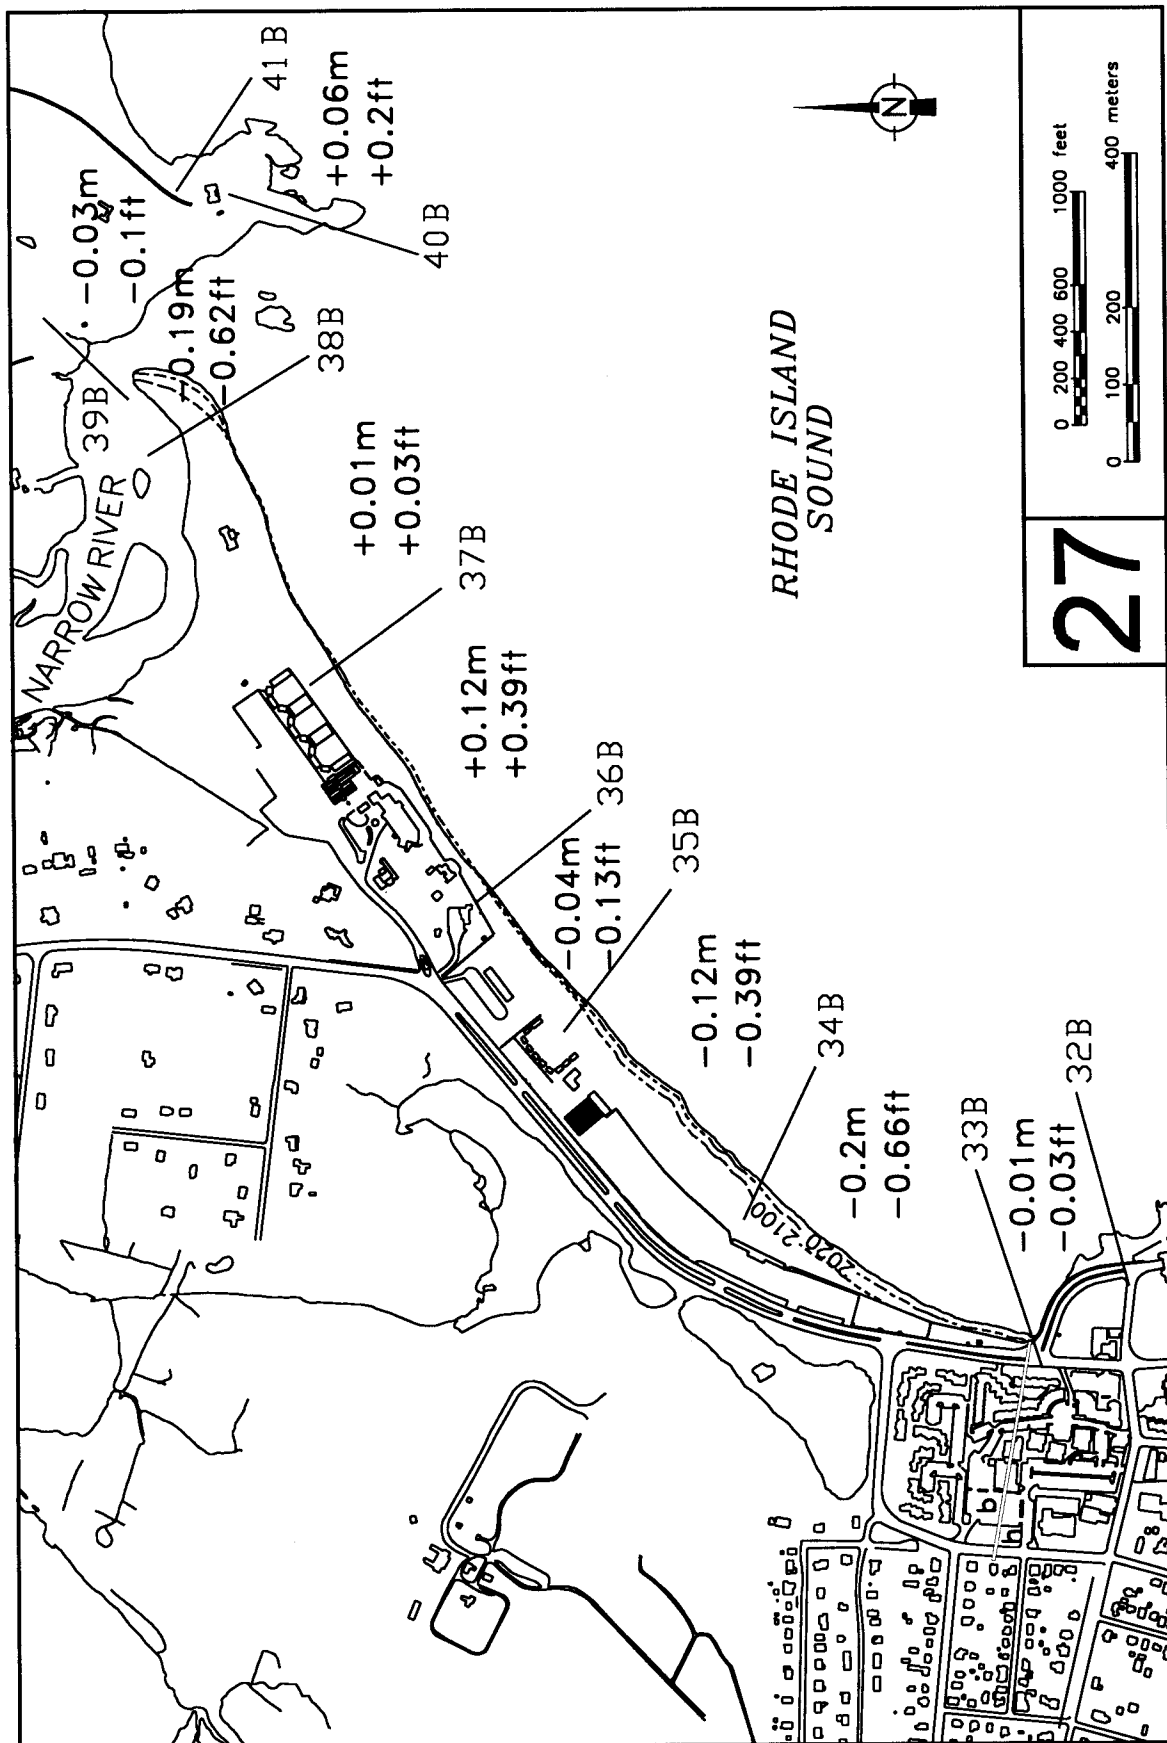 41B
+0.06m
+0.2ft
40B
-0.03m
-0.1ft
39B
-0.19m
-0.62ft
38B
NARROW RIVER
+0.01m
+0.03ft
37B
+0.12m
+0.39ft
36B
-0.04m
-0.13ft
35B
-0.12m
-0.39ft
34B
2020-2100
-0.2m
-0.66ft
33B
-0.01m
-0.03ft
32B
RHODE ISLAND
SOUND
N
27
0 200 400 600 1000 feet
0 100 200 400 meters